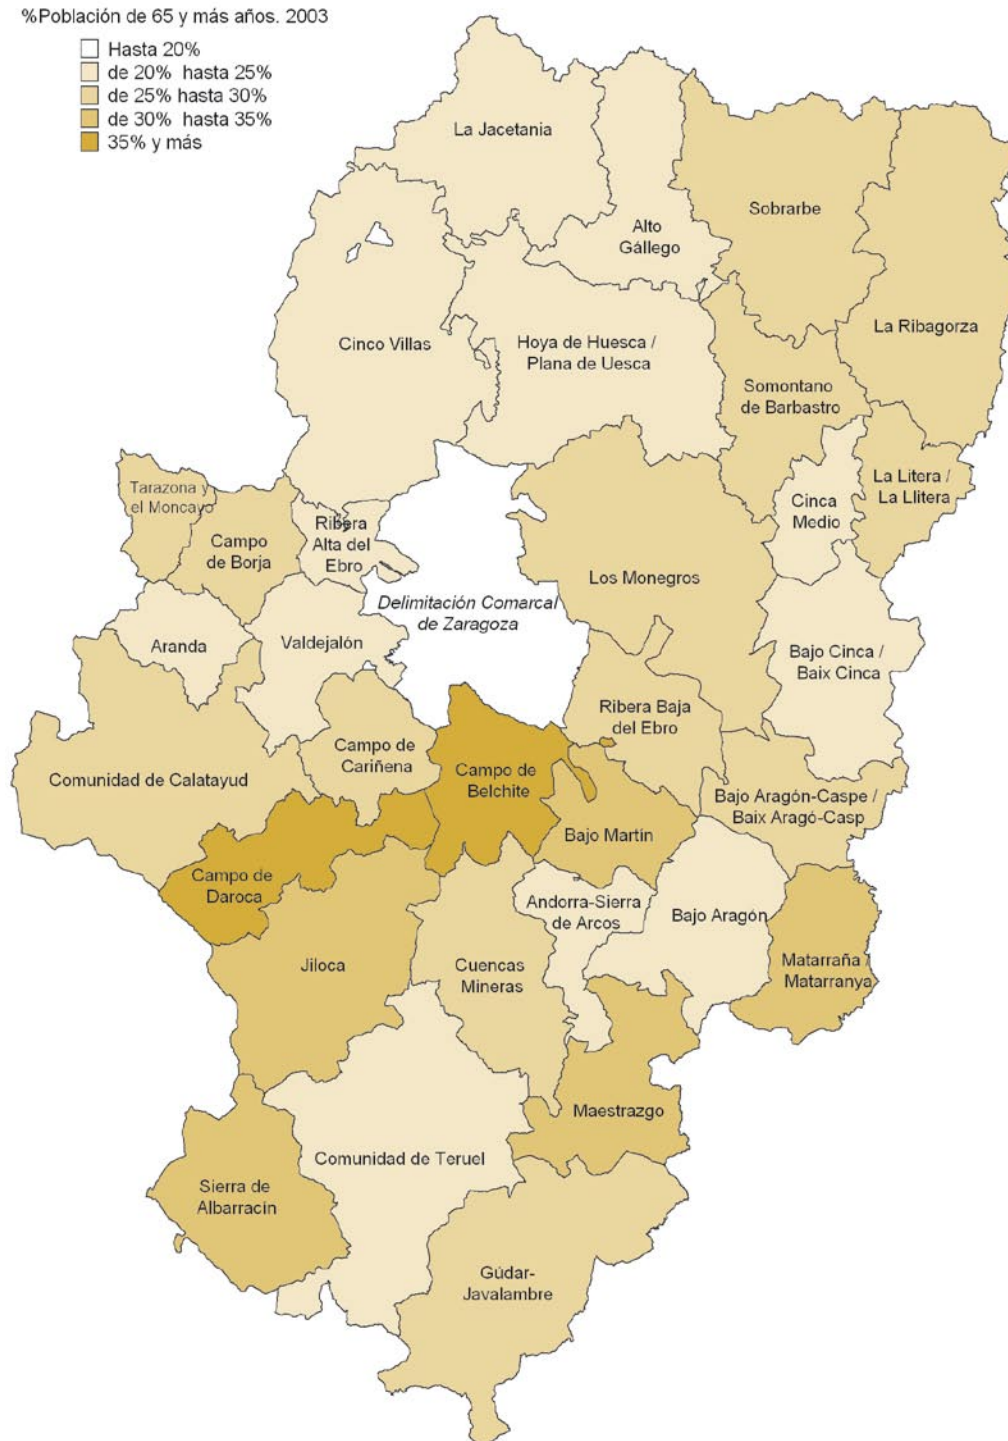 %Población de 65 y más años. 2003
Hasta 20%
de 20% hasta 25%
de 25% hasta 30%
de 30% hasta 35%
35% y más
La Jacetania
Sobrarbe
Alto
Gállego
La Ribagorza
Cinco Villas
Hoya de Huesca /
Plana de Uesca
Somontano
de Barbastro
La Litera /
La Llitera
Tarazona y
el Moncayo
Cinca
Medio
Ribera
Alta del
Ebro
Campo
de Borja
Los Monegros
Delimitación Comarcal
de Zaragoza
Aranda
Valdejalón
Bajo Cinca /
Baix Cinca
Ribera Baja
del Ebro
Campo de
Cariñena
Comunidad de Calatayud
Campo de
Belchite
Bajo Aragón-Caspe /
Baix Aragó-Casp
Bajo Martín
Campo de
Daroca
Andorra-Sierra
de Arcos
Bajo Aragón
Jiloca
Cuencas
Mineras
Matarraña /
Matarranya
Maestrazgo
Comunidad de Teruel
Sierra de
Albarracín
Gúdar-
Javalambre